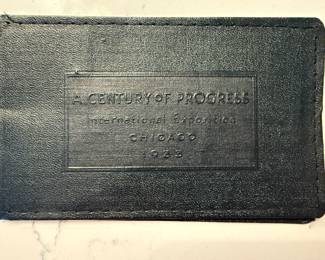 A CENTURY OF PROGRESS
International Exposition
CHICAGO
1933